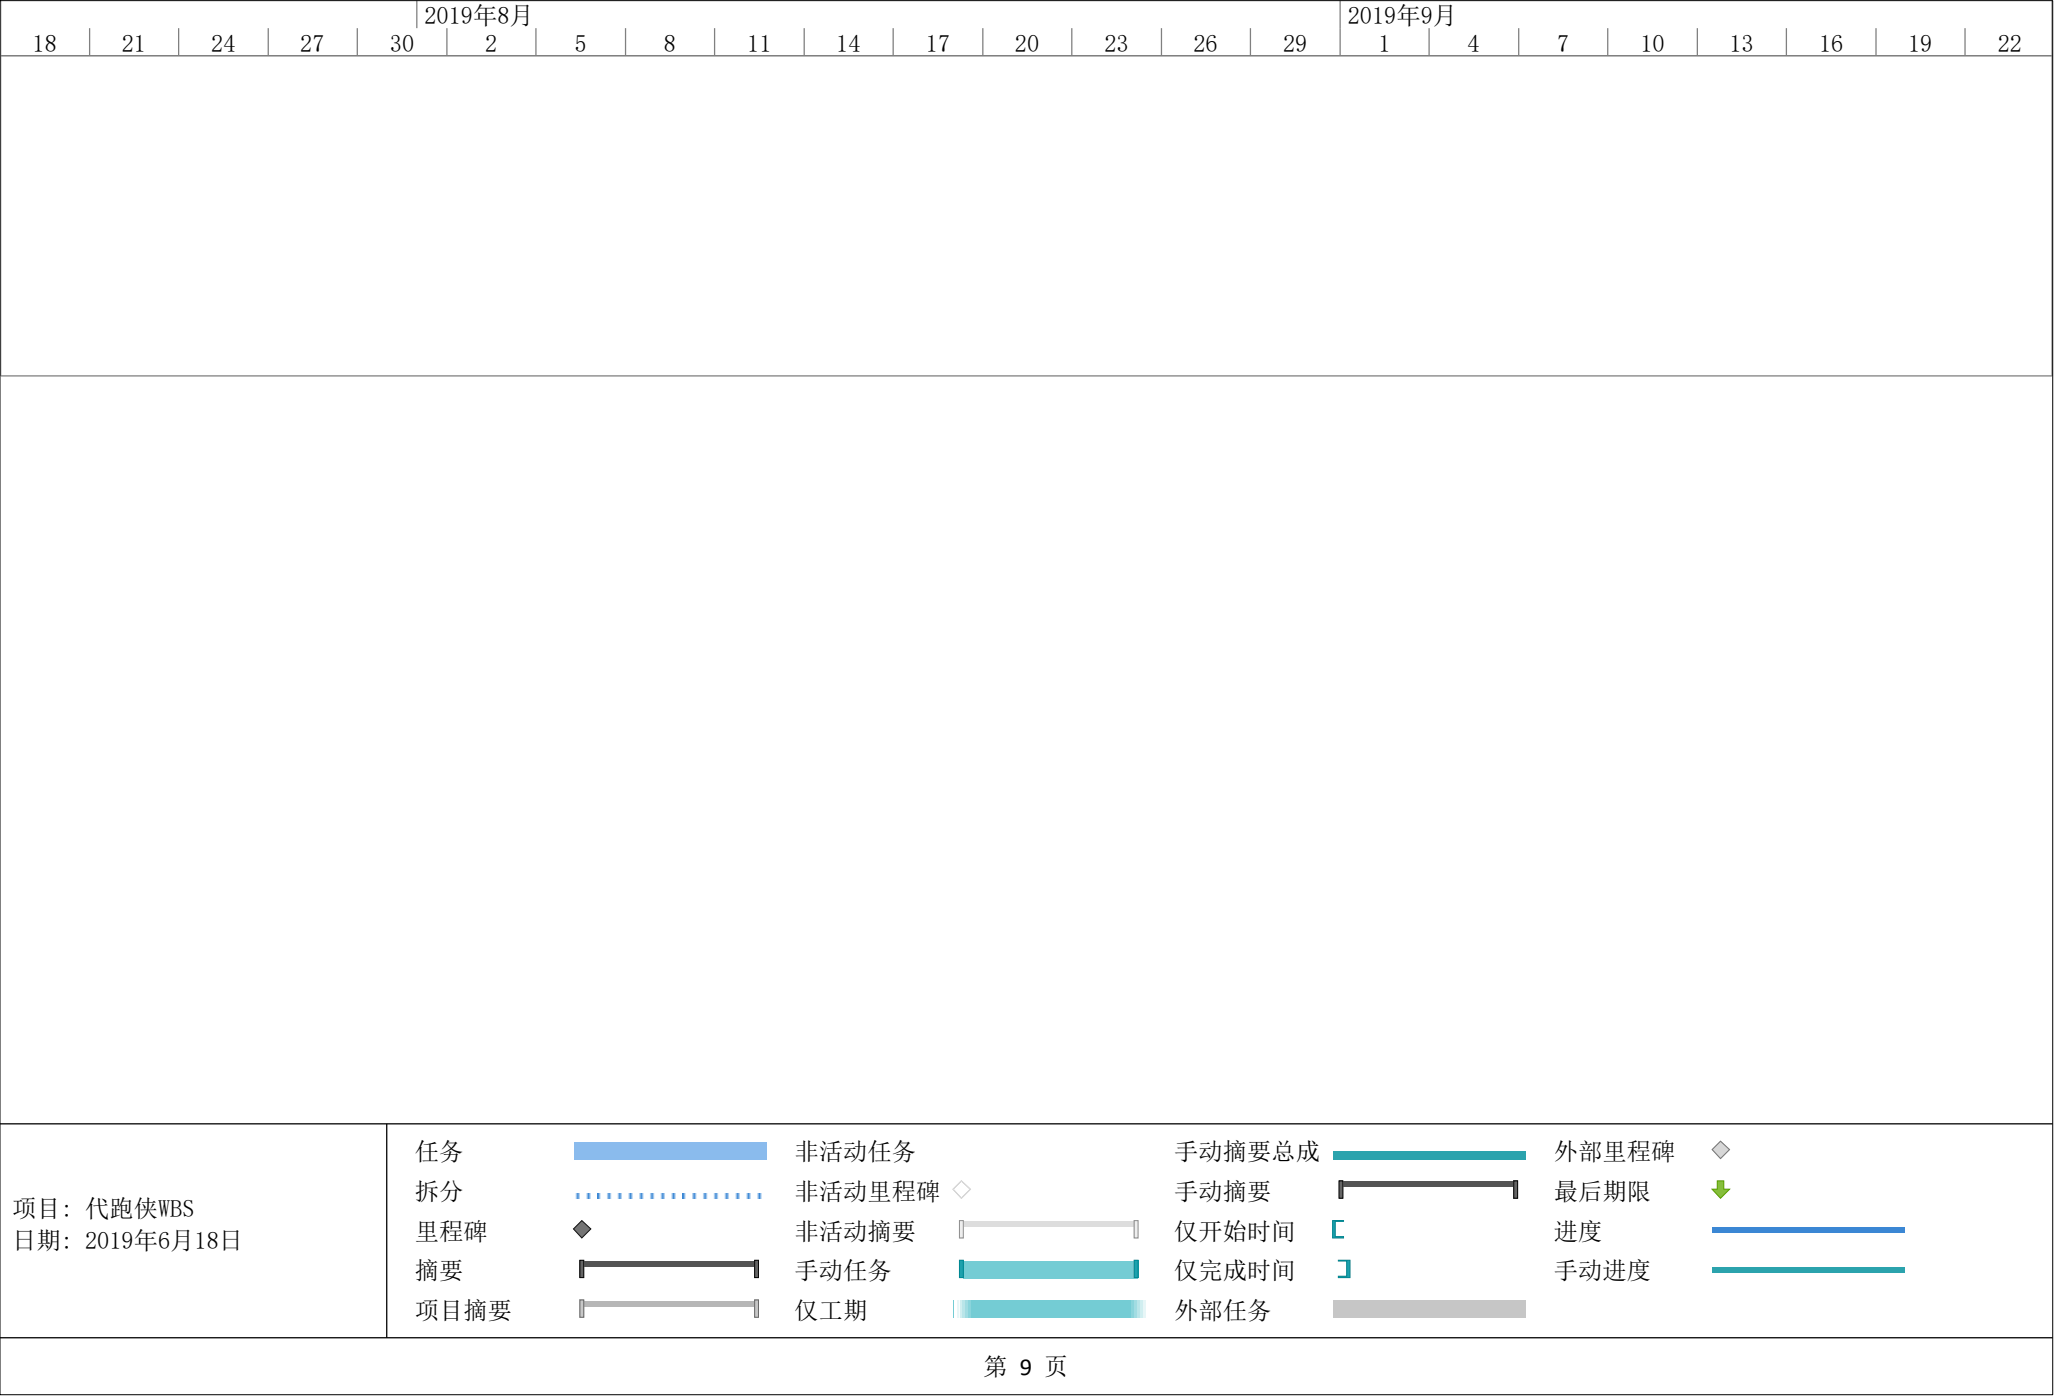 2019年8月 2019年9月
18 21 24 27 30 2 5 8 11 14 17 20 23 26 29 1 4 7 10 13 16 19 22
项目: 代跑侠WBS
日期: 2019年6月18日
任务 非活动任务 手动摘要总成 外部里程碑
拆分 非活动里程碑 手动摘要 最后期限
里程碑 非活动摘要 仅开始时间 进度
摘要 手动任务 仅完成时间 手动进度
项目摘要 仅工期 外部任务
第 9 页